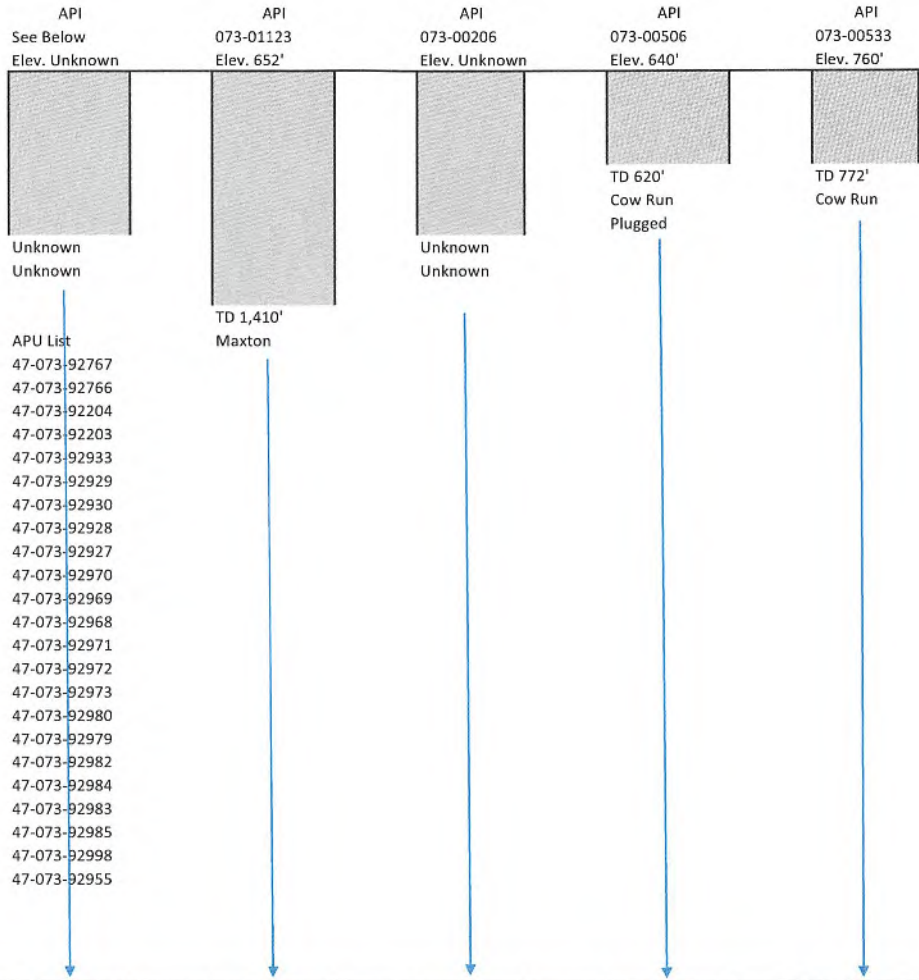 API
See Below
Elev. Unknown
Unknown
Unknown
APU List
47-073-92767
47-073-92766
47-073-92204
47-073-92203
47-073-92933
47-073-92929
47-073-92930
47-073-92928
47-073-92927
47-073-92970
47-073-92969
47-073-92968
47-073-92971
47-073-92972
47-073-92973
47-073-92980
47-073-92979
47-073-92982
47-073-92984
47-073-92983
47-073-92985
47-073-92998
47-073-92955
API
073-01123
Elev. 652'
TD 1,410'
Maxton
API
073-00206
Elev. Unknown
Unknown
Unknown
API
073-00506
Elev. 640'
TD 620'
Cow Run
Plugged
API
073-00533
Elev. 760'
TD 772'
Cow Run